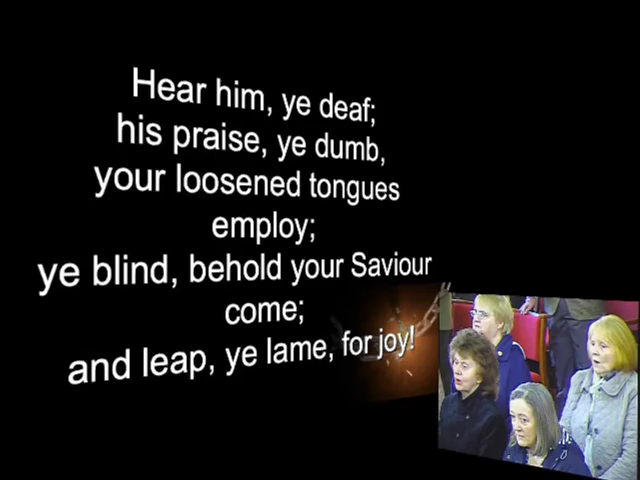 Hear him, ye deaf;
his praise, ye dumb,
your loosened tongues
employ;
ye blind, behold your Saviour
come;
and leap, ye lame, for joy!